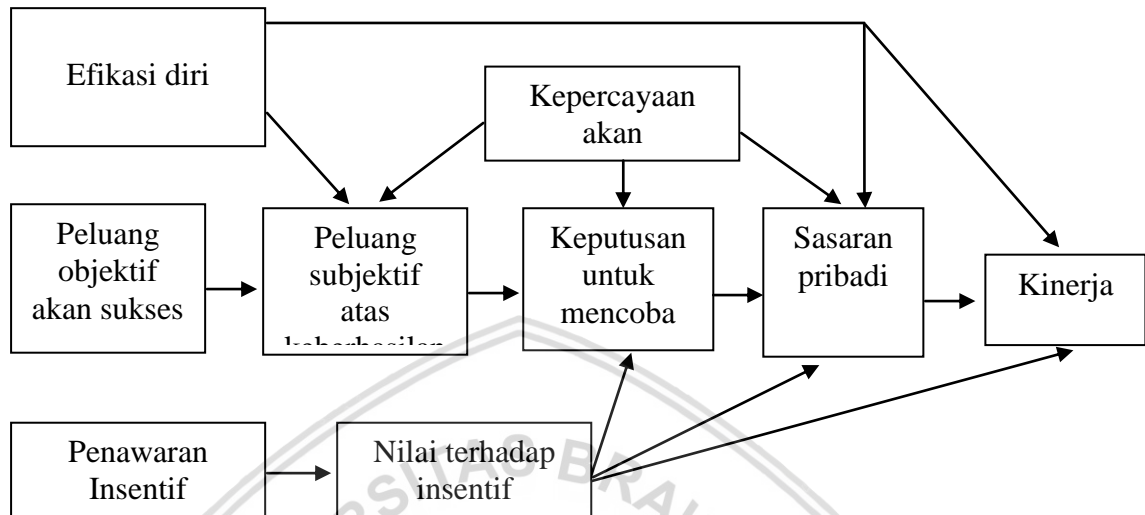 Efikasi diri
Kepercayaan
akan
Peluang
objektif
akan sukses
Peluang
subjektif
atas
Keputusan
untuk
mencoba
Sasaran
pribadi
Kinerja
Penawaran
Insentif
Nilai terhadap
insentif